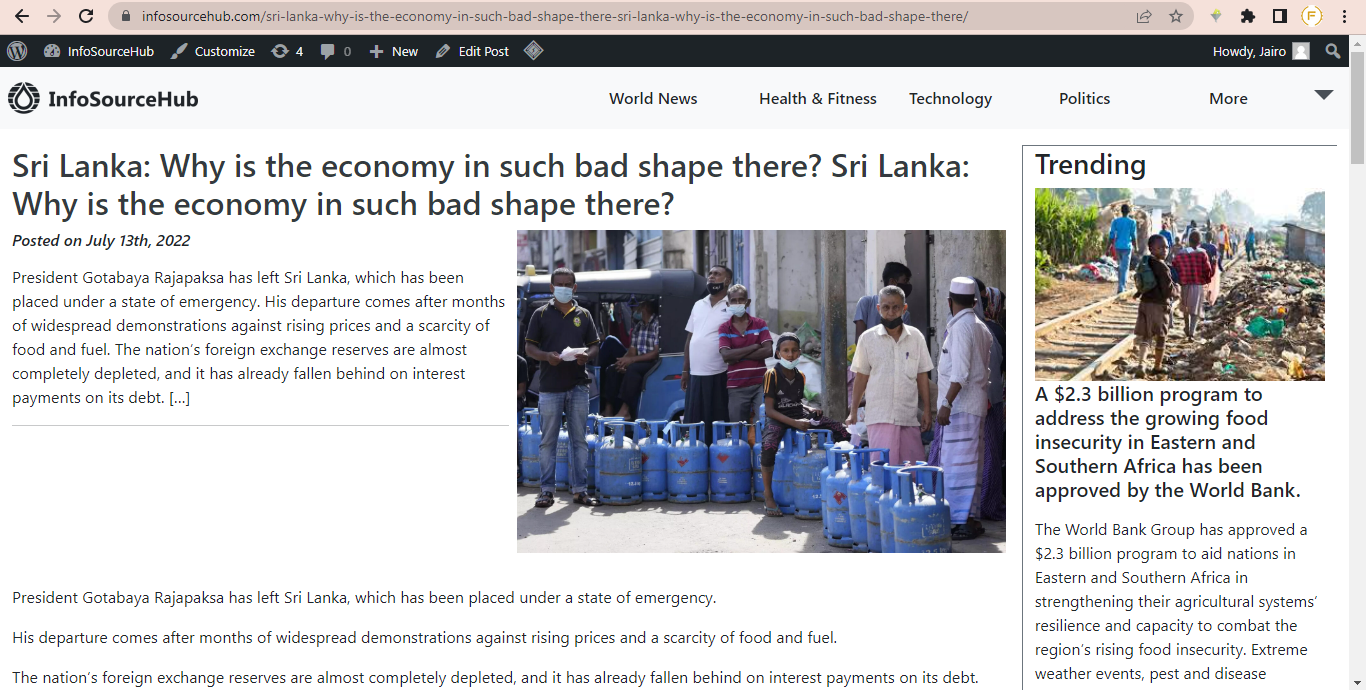 infosourcehub.com/sri-lanka-why-is-the-economy-in-such-bad-shape-there-sri-lanka-why-is-the-economy-in-such-bad-shape-there/
F
InfoSourceHub Customize 4 0 New Edit Post Howdy, Jairo
InfoSourceHub World News Health & Fitness Technology Politics More
Sri Lanka: Why is the economy in such bad shape there? Sri Lanka:
Why is the economy in such bad shape there?
Posted on July 13th, 2022
President Gotabaya Rajapaksa has left Sri Lanka, which has been
placed under a state of emergency. His departure comes after months
of widespread demonstrations against rising prices and a scarcity of
food and fuel. The nation’s foreign exchange reserves are almost
completely depleted, and it has already fallen behind on interest
payments on its debt. […]
President Gotabaya Rajapaksa has left Sri Lanka, which has been placed under a state of emergency.
His departure comes after months of widespread demonstrations against rising prices and a scarcity of food and fuel.
The nation’s foreign exchange reserves are almost completely depleted, and it has already fallen behind on interest payments on its debt.
Trending
A $2.3 billion program to
address the growing food
insecurity in Eastern and
Southern Africa has been
approved by the World Bank.
The World Bank Group has approved a
$2.3 billion program to aid nations in
Eastern and Southern Africa in
strengthening their agricultural systems’
resilience and capacity to combat the
region’s rising food insecurity. Extreme
weather events, pest and disease